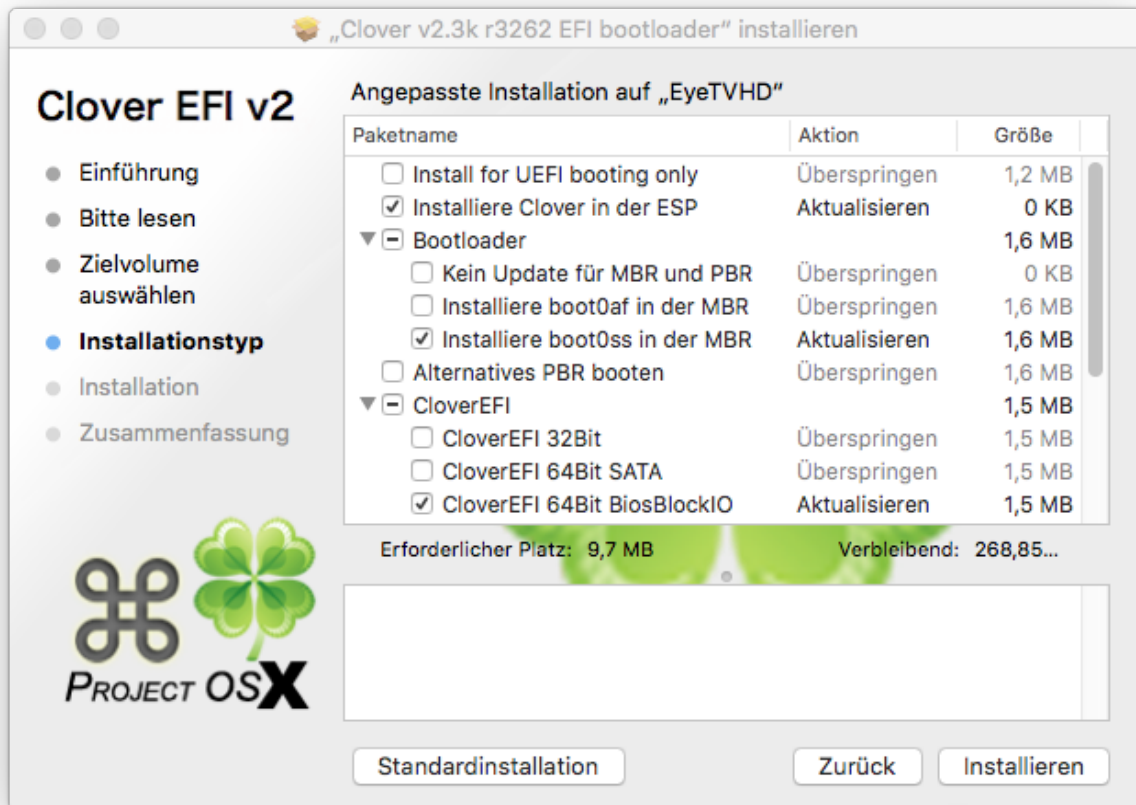 „Clover v2.3k r3262 EFI bootloader“ installieren
Clover EFI v2
Einführung
Bitte lesen
Zielvolume
auswählen
Installationstyp
Installation
Zusammenfassung
PROJECT OSX
Angepasste Installation auf „EyeTVHD“
Paketname Aktion Größe
Install for UEFI booting only Überspringen 1,2 MB
Installiere Clover in der ESP Aktualisieren 0 KB
Bootloader 1,6 MB
Kein Update für MBR und PBR Überspringen 0 KB
Installiere boot0af in der MBR Überspringen 1,6 MB
Installiere boot0ss in der MBR Aktualisieren 1,6 MB
Alternatives PBR booten Überspringen 1,6 MB
CloverEFI 1,5 MB
CloverEFI 32Bit Überspringen 1,5 MB
CloverEFI 64Bit SATA Überspringen 1,5 MB
CloverEFI 64Bit BiosBlockIO Aktualisieren 1,5 MB
Erforderlicher Platz: 9,7 MB Verbleibend: 268,85...
Standardinstallation Zurück Installieren